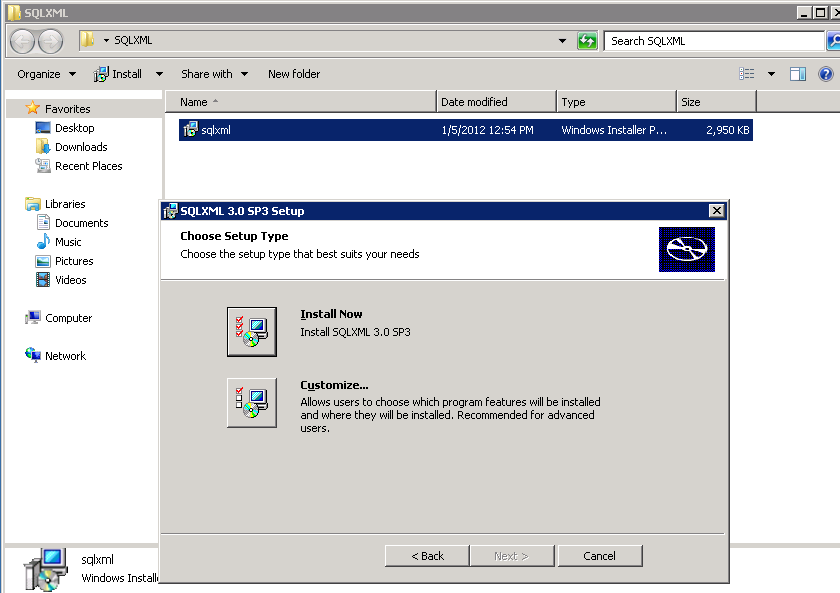 SQLXML
SQLXML
Search SQLXML
Organize Install Share with New folder
Name Date modified Type Size
sqlxml 1/5/2012 12:54 PM Windows Installer P... 2,950 KB
Favorites
Desktop
Downloads
Recent Places
Libraries
Documents
Music
Pictures
Videos
Computer
Network
SQLXML 3.0 SP3 Setup
Choose Setup Type
Choose the setup type that best suits your needs
Install Now
Install SQLXML 3.0 SP3
Customize...
Allows users to choose which program features will be installed
and where they will be installed. Recommended for advanced
users.
< Back Next > Cancel
sqlxml
Windows Installe